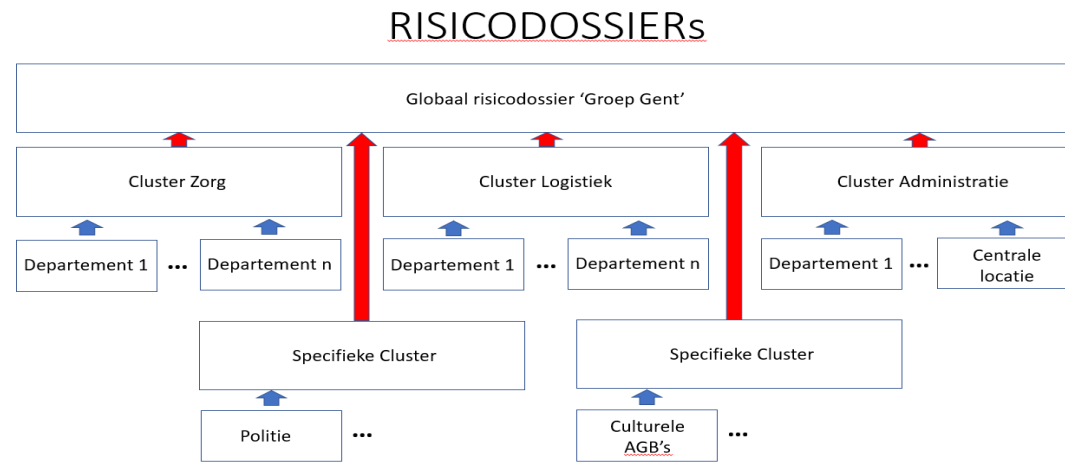 RISICODOSSIERs
Globaal risicodossier ‘Groep Gent’
Cluster Zorg
Cluster Logistiek
Cluster Administratie
Departement 1
...
Departement n
Departement 1
...
Departement n
Departement 1
...
Centrale
locatie
Specifieke Cluster
Specifieke Cluster
Politie
...
Culturele
AGB’s
...